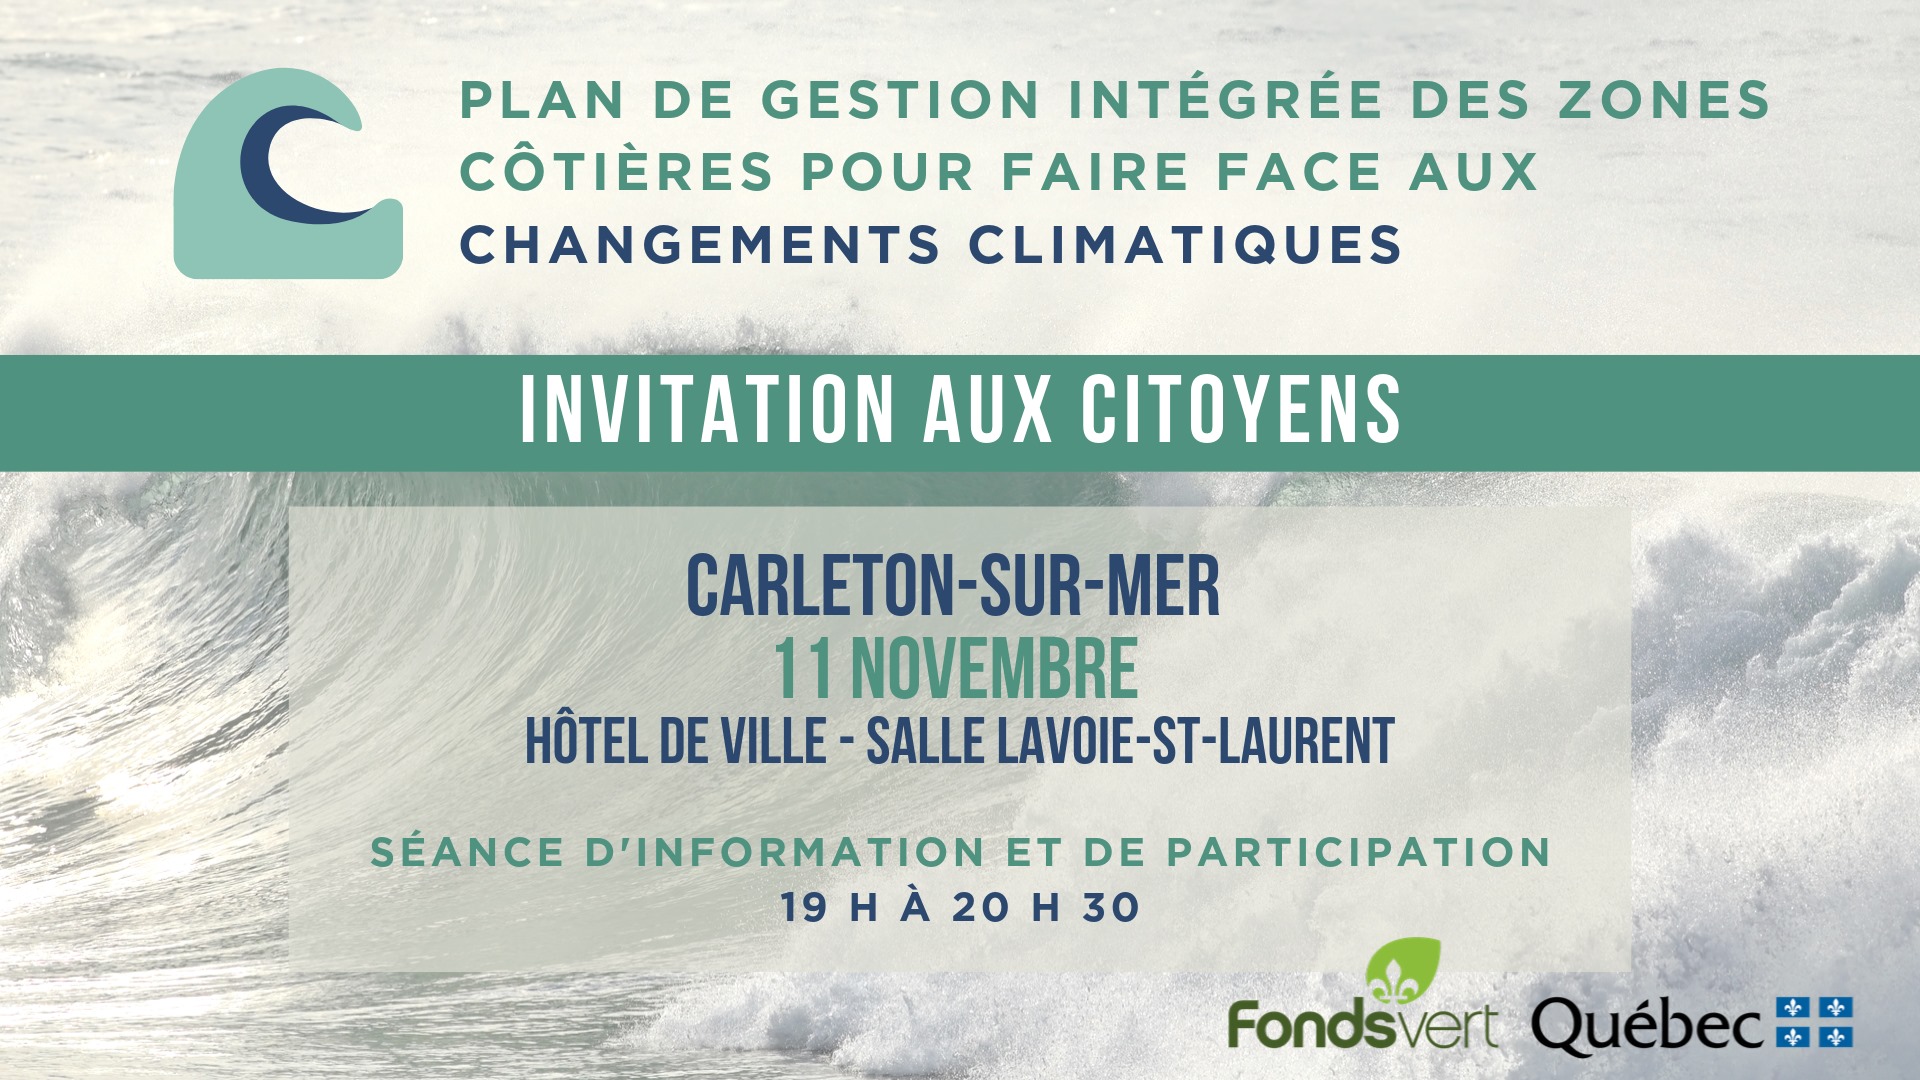 PLAN DE GESTION INTÉGRÉE DES ZONES
CÔTIÈRES POUR FAIRE FACE AUX
CHANGEMENTS CLIMATIQUES
INVITATION AUX CITOYENS
CARLETON-SUR-MER
11 NOVEMBRE
HÔTEL DE VILLE - SALLE LAVOIE-ST-LAURENT
SÉANCE D'INFORMATION ET DE PARTICIPATION
19 H À 20 H 30
Fondsvert Québec